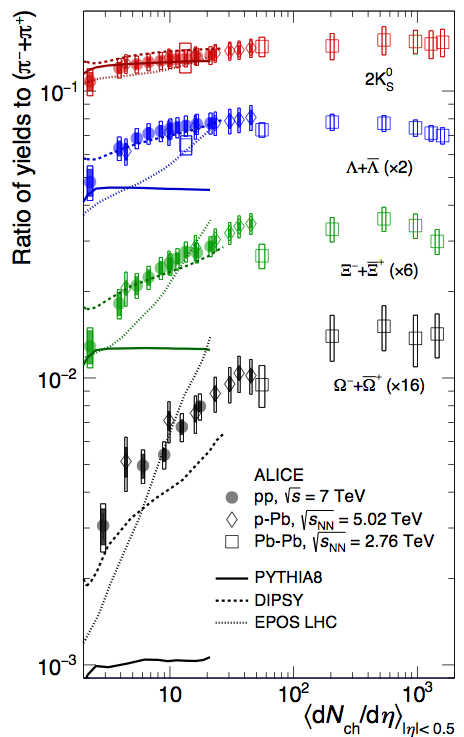 Ratio of yields to (π⁻+π⁺)
10⁻¹
10⁻²
10⁻³
2K⁰S
Λ+Λ̅ (×2)
Ξ⁻+Ξ̅⁺ (×6)
Ω⁻+Ω̅⁺ (×16)
ALICE
pp, √s = 7 TeV
p-Pb, √sNN = 5.02 TeV
Pb-Pb, √sNN = 2.76 TeV
PYTHIA8
DIPSY
EPOS LHC
10 10² 10³
⟨dNch/dη⟩|η|< 0.5